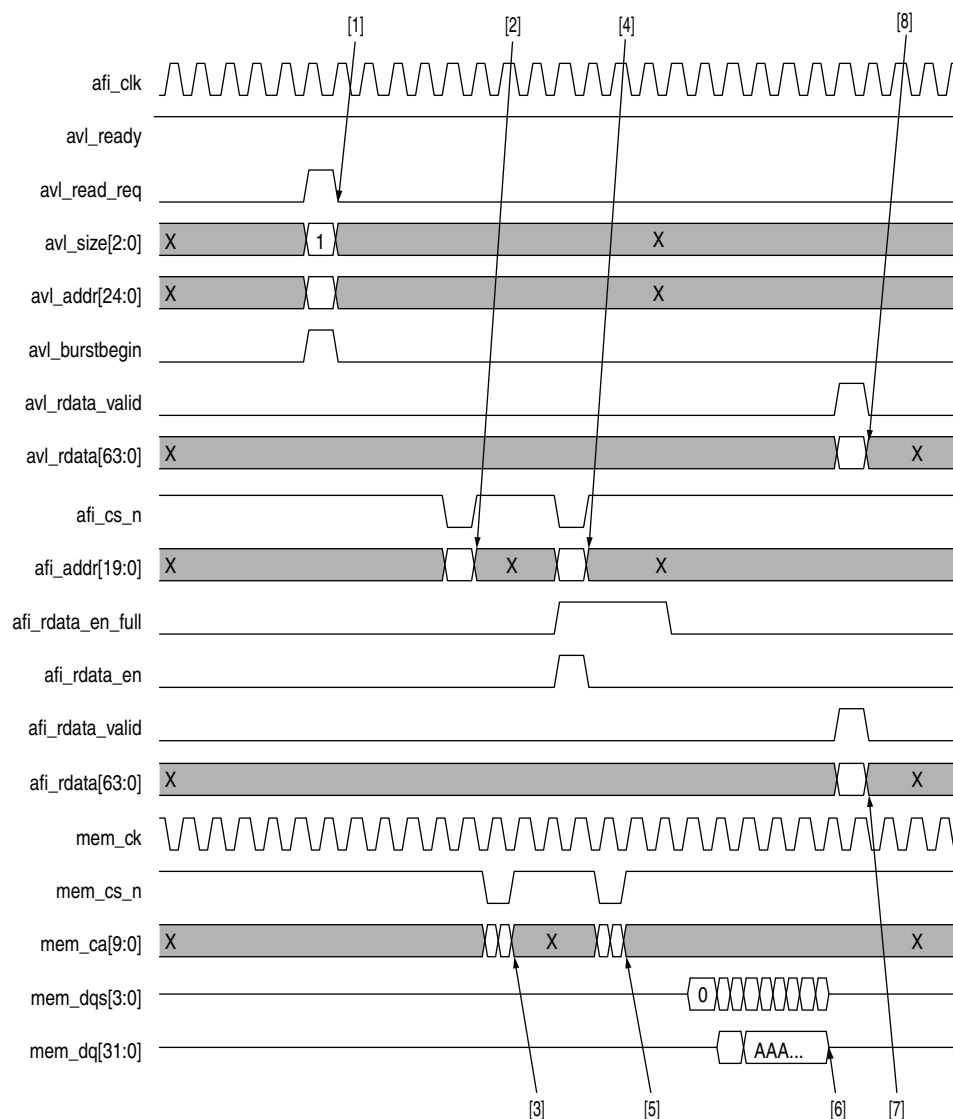 [1] [2] [4] [8]
afi_clk
avl_ready
avl_read_req
avl_size[2:0] X 1 X
avl_addr[24:0] X X
avl_burstbegin
avl_rdata_valid
avl_rdata[63:0] X X
afi_cs_n
afi_addr[19:0] X X X
afi_rdata_en_full
afi_rdata_en
afi_rdata_valid
afi_rdata[63:0] X X
mem_ck
mem_cs_n
mem_ca[9:0] X X X
mem_dqs[3:0] 0
mem_dq[31:0] AAA...
[3] [5] [6] [7]